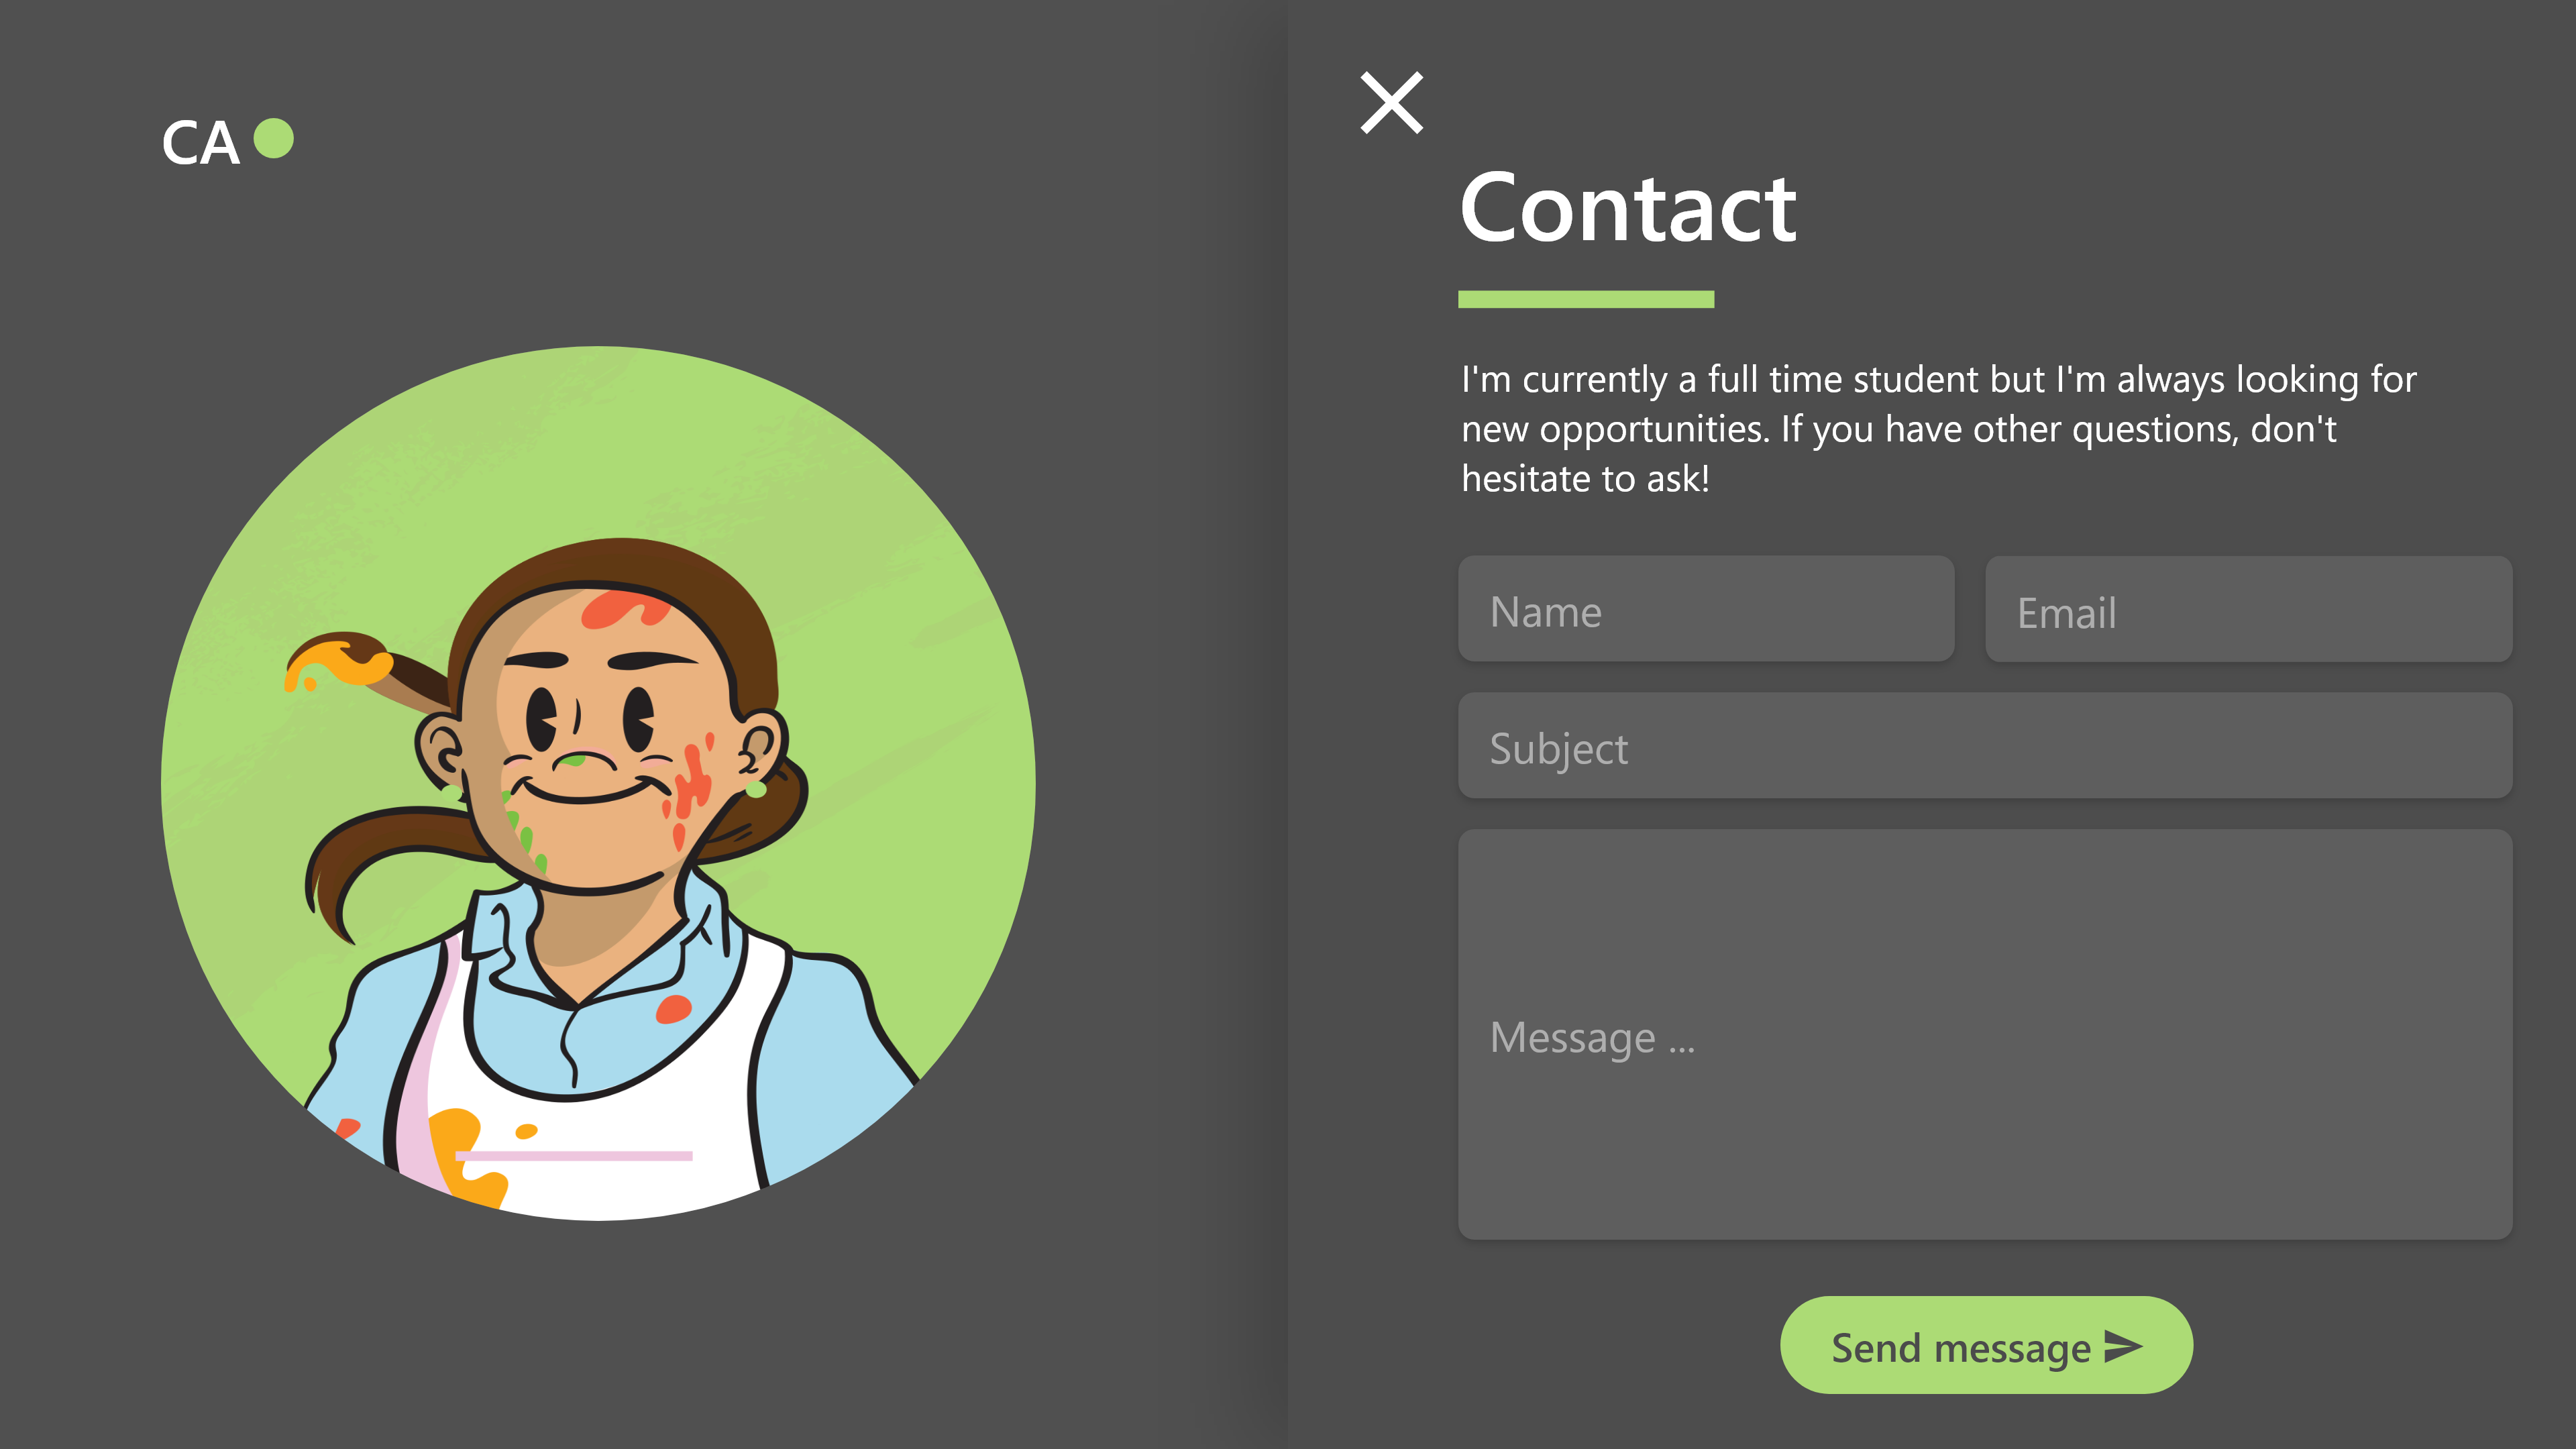 CA
Contact
I'm currently a full time student but I'm always looking for
new opportunities. If you have other questions, don't
hesitate to ask!
Name
Email
Subject
Message ...
Send message